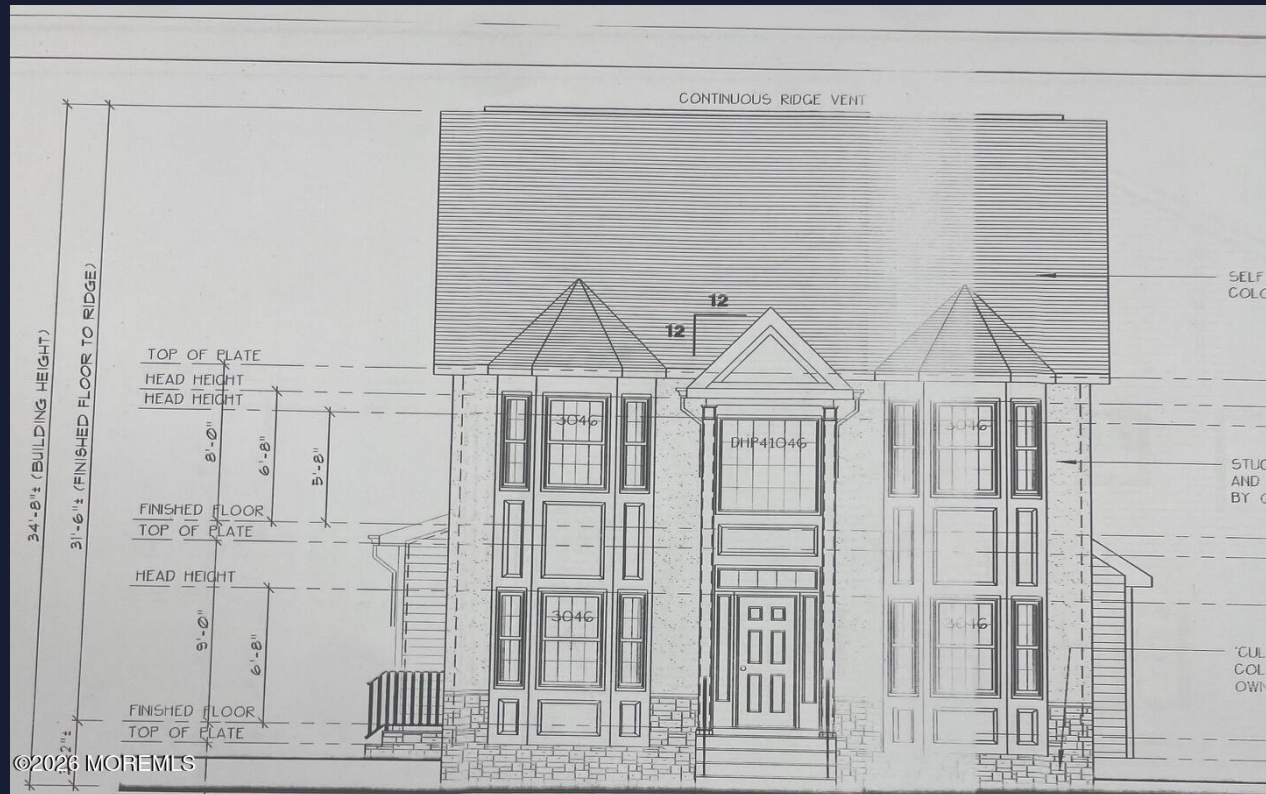 CONTINUOUS RIDGE VENT
34'-8"± (BUILDING HEIGHT)
31'-6"± (FINISHED FLOOR TO RIDGE)
12
12
SELF
COLO
TOP OF PLATE
HEAD HEIGHT
HEAD HEIGHT
8'-0"
6'-8"
5'-8"
3046
DHP41046
3046
STUC
AND
BY
FINISHED FLOOR
TOP OF PLATE
HEAD HEIGHT
9'-0"
6'-8"
3046
3046
"CUL
COL
OWN
FINISHED FLOOR
TOP OF PLATE
2"±
©2026 MOREMLS